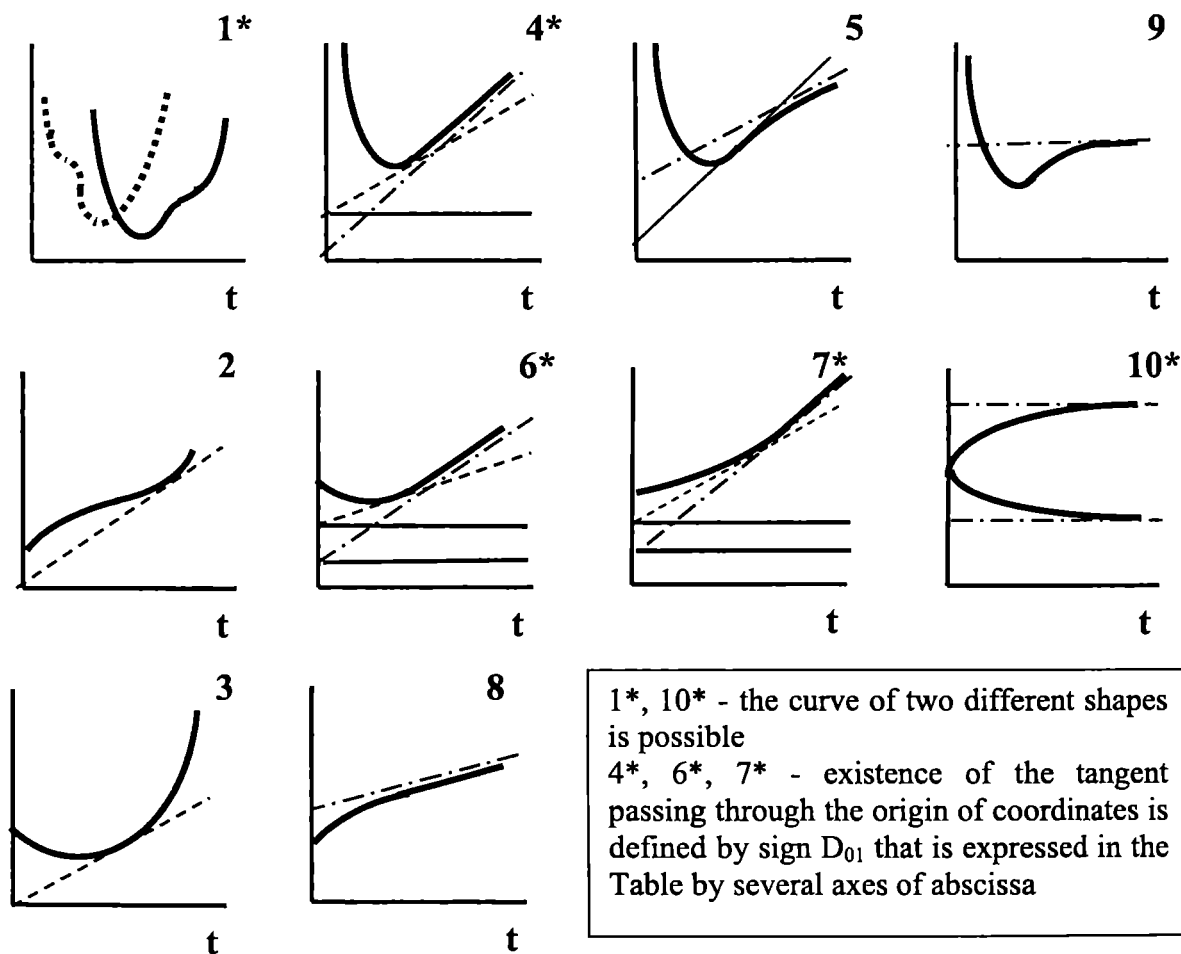 1*
4*
5
9
t
t
t
t
2
6*
7*
10*
t
t
t
t
3
8
t
t
1*, 10* - the curve of two different shapes
is possible
4*, 6*, 7* - existence of the tangent
passing through the origin of coordinates is
defined by sign D₀₁ that is expressed in the
Table by several axes of abscissa